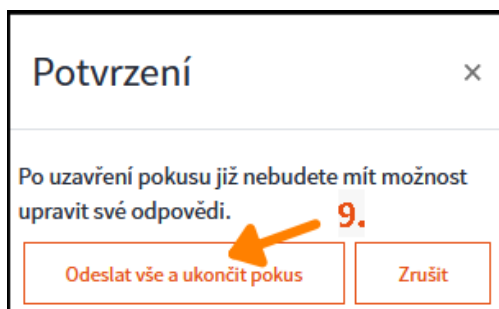 Potvrzení ×
Po uzavření pokusu již nebudete mít možnost
upravit své odpovědi.
9.
Odeslat vše a ukončit pokus Zrušit